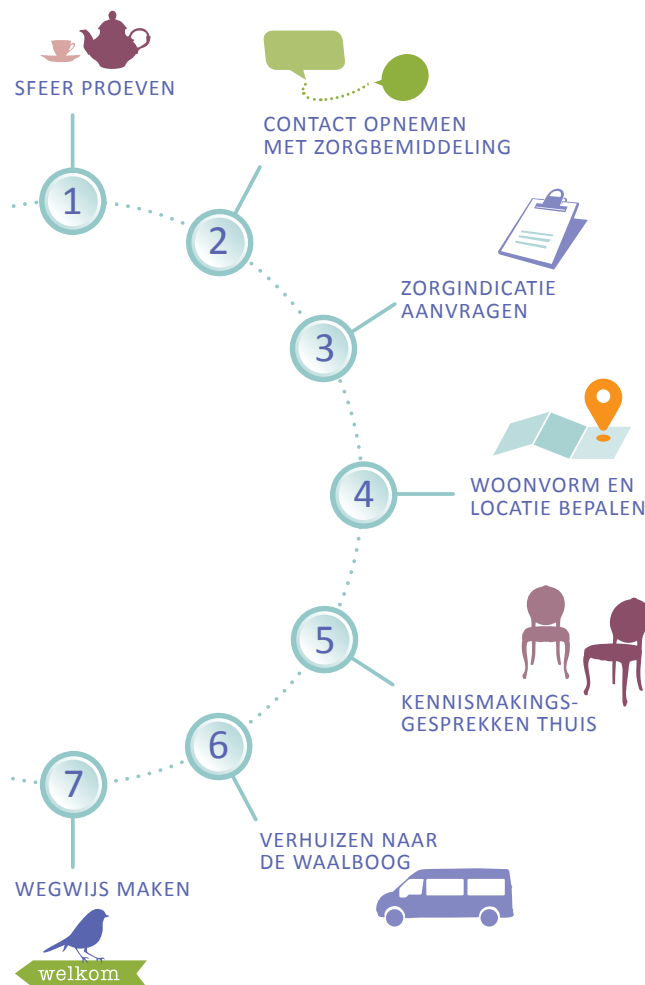 SFEER PROEVEN
1
CONTACT OPNEMEN
MET ZORGBEMIDDELING
2
ZORGINDICATIE
AANVRAGEN
3
WOONVORM EN
LOCATIE BEPALEN
4
5
KENNISMAKINGS-
GESPREKKEN THUIS
6
VERHUIZEN NAAR
DE WAALBOOG
7
WEGWIJS MAKEN
welkom